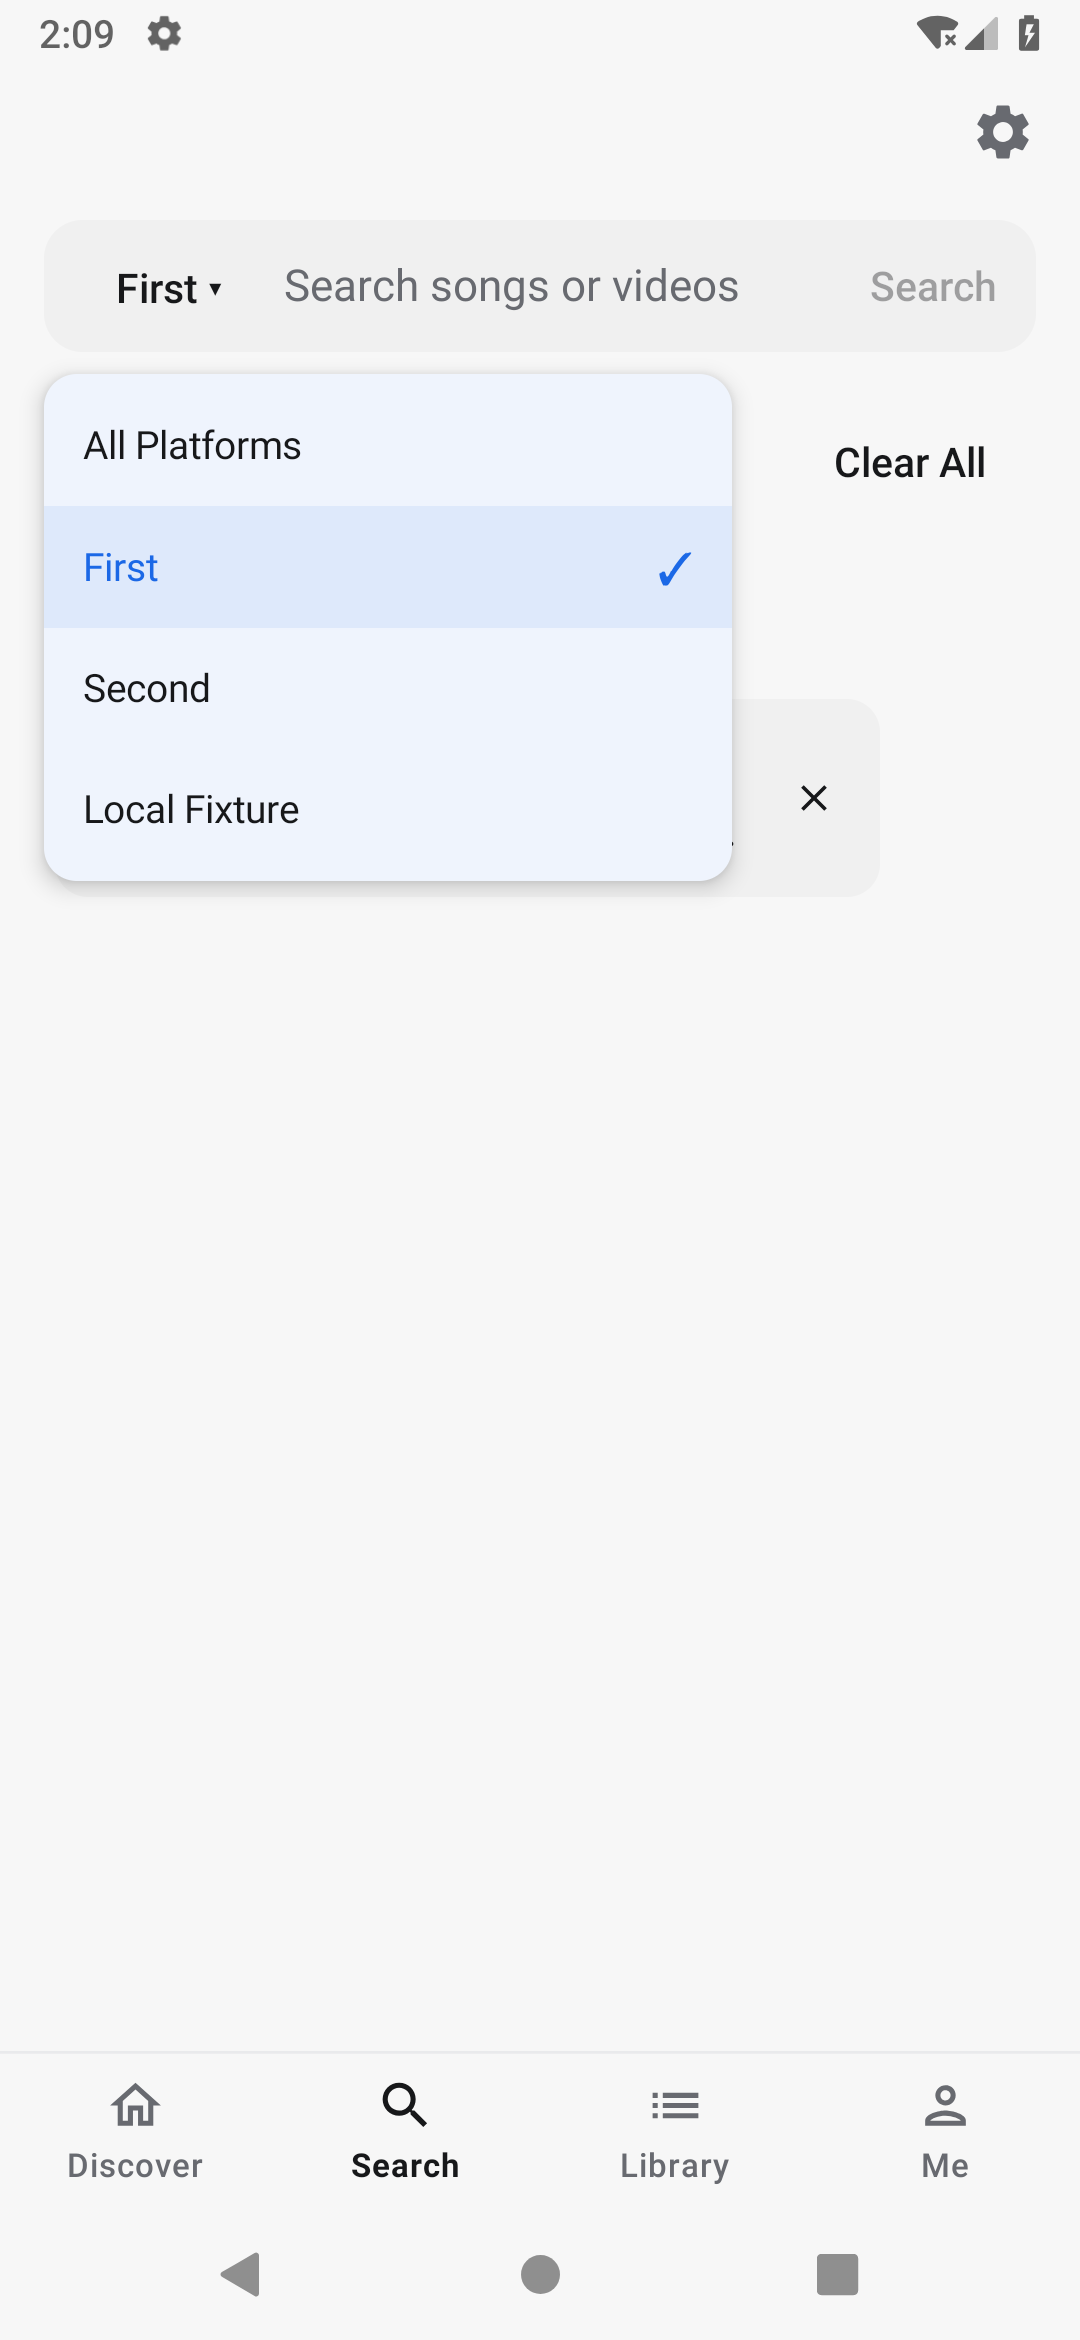 2:09
First ▾ Search songs or videos Search
All Platforms
Clear All
First ✓
Second
Local Fixture
Discover Search Library Me